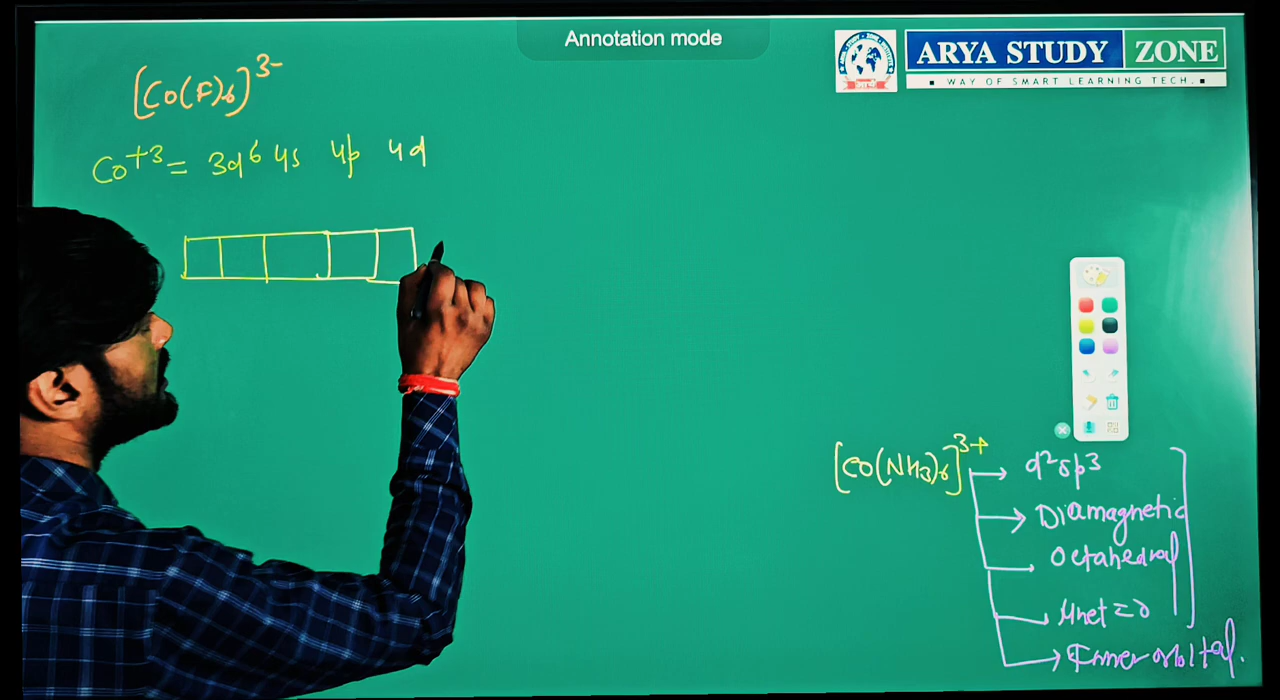 Annotation mode
ARYA STUDY ZONE
WAY OF SMART LEARNING TECH.
[Co(F)6]3-
Co+3 = 3d6 4s 4p 4d
[CO(NH3)6]3+
d2sp3
Diamagnetic
Octahedral
μnet = 0
Inner orbital.